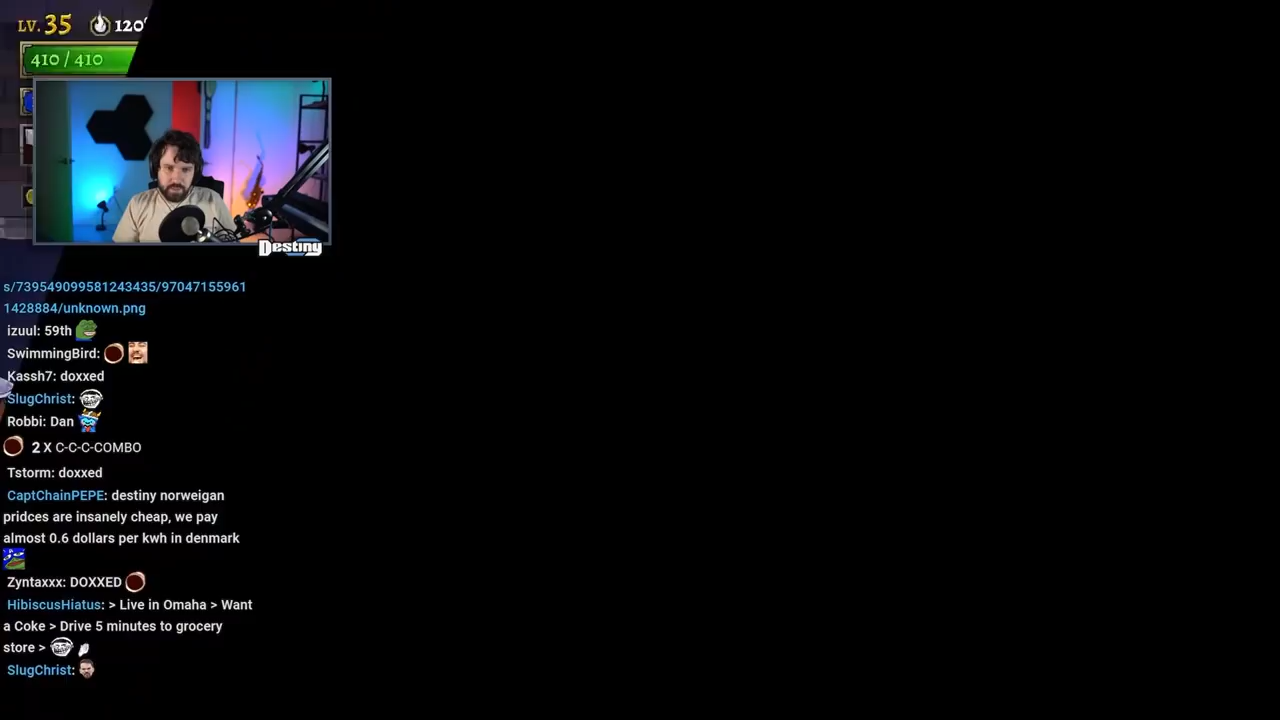 LV. 35 120
410 / 410
Destiny
s/739549099581243435/97047155961
1428884/unknown.png
izuul: 59th
SwimmingBird:
Kassh7: doxxed
SlugChrist:
Robbi: Dan
2 X C-C-C-COMBO
Tstorm: doxxed
CaptChainPEPE: destiny norweigan
pridces are insanely cheap, we pay
almost 0.6 dollars per kwh in denmark
Zyntaxxx: DOXXED
HibiscusHiatus: > Live in Omaha > Want
a Coke > Drive 5 minutes to grocery
store >
SlugChrist: